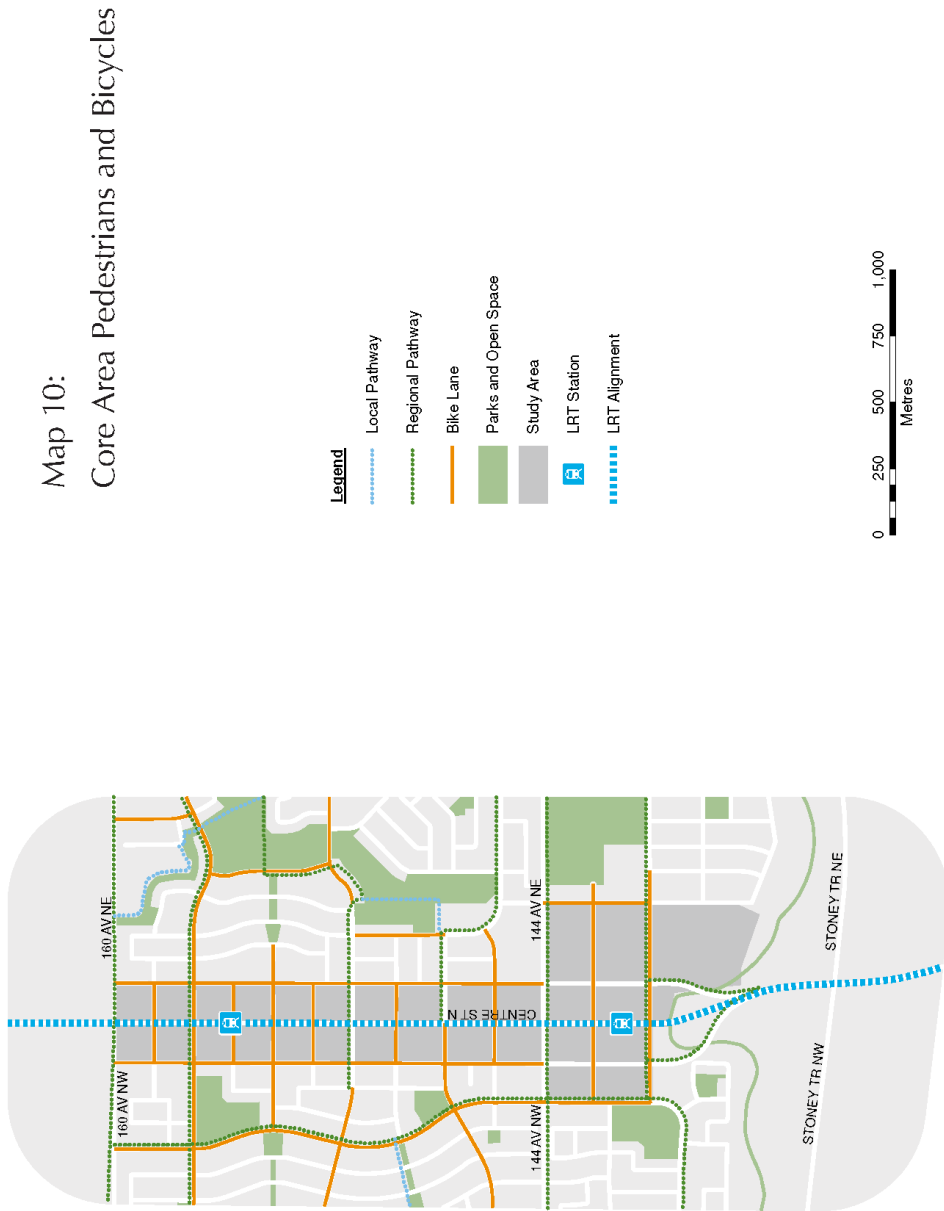 Map 10:
Core Area Pedestrians and Bicycles
Legend
Local Pathway
Regional Pathway
Bike Lane
Parks and Open Space
Study Area
LRT Station
LRT Alignment
0 250 500 750 1,000
Metres
160 AV NW
160 AV NE
CENTRE ST N
144 AV NW
144 AV NE
STONEY TR NW
STONEY TR NE